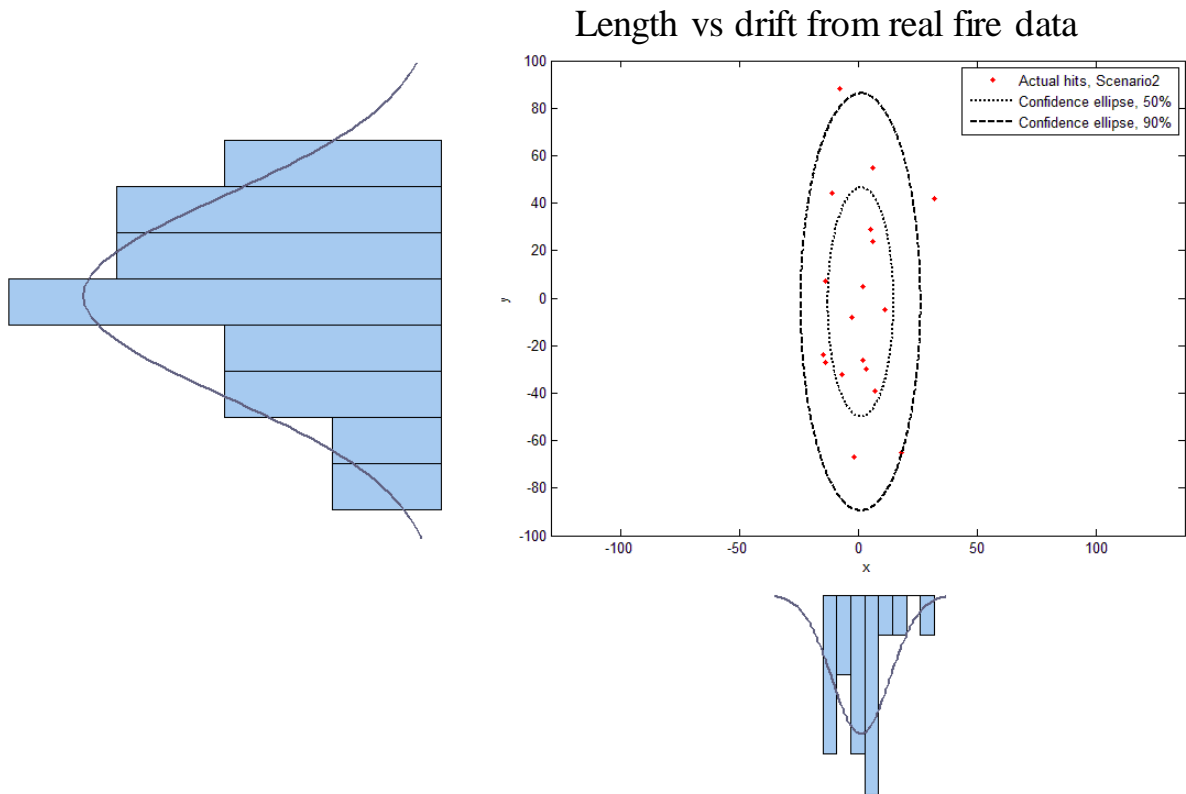 Length vs drift from real fire data
Actual hits, Scenario2
Confidence ellipse, 50%
Confidence ellipse, 90%
100
80
60
40
20
0
-20
-40
-60
-80
-100
y
-100
-50
0
50
100
x